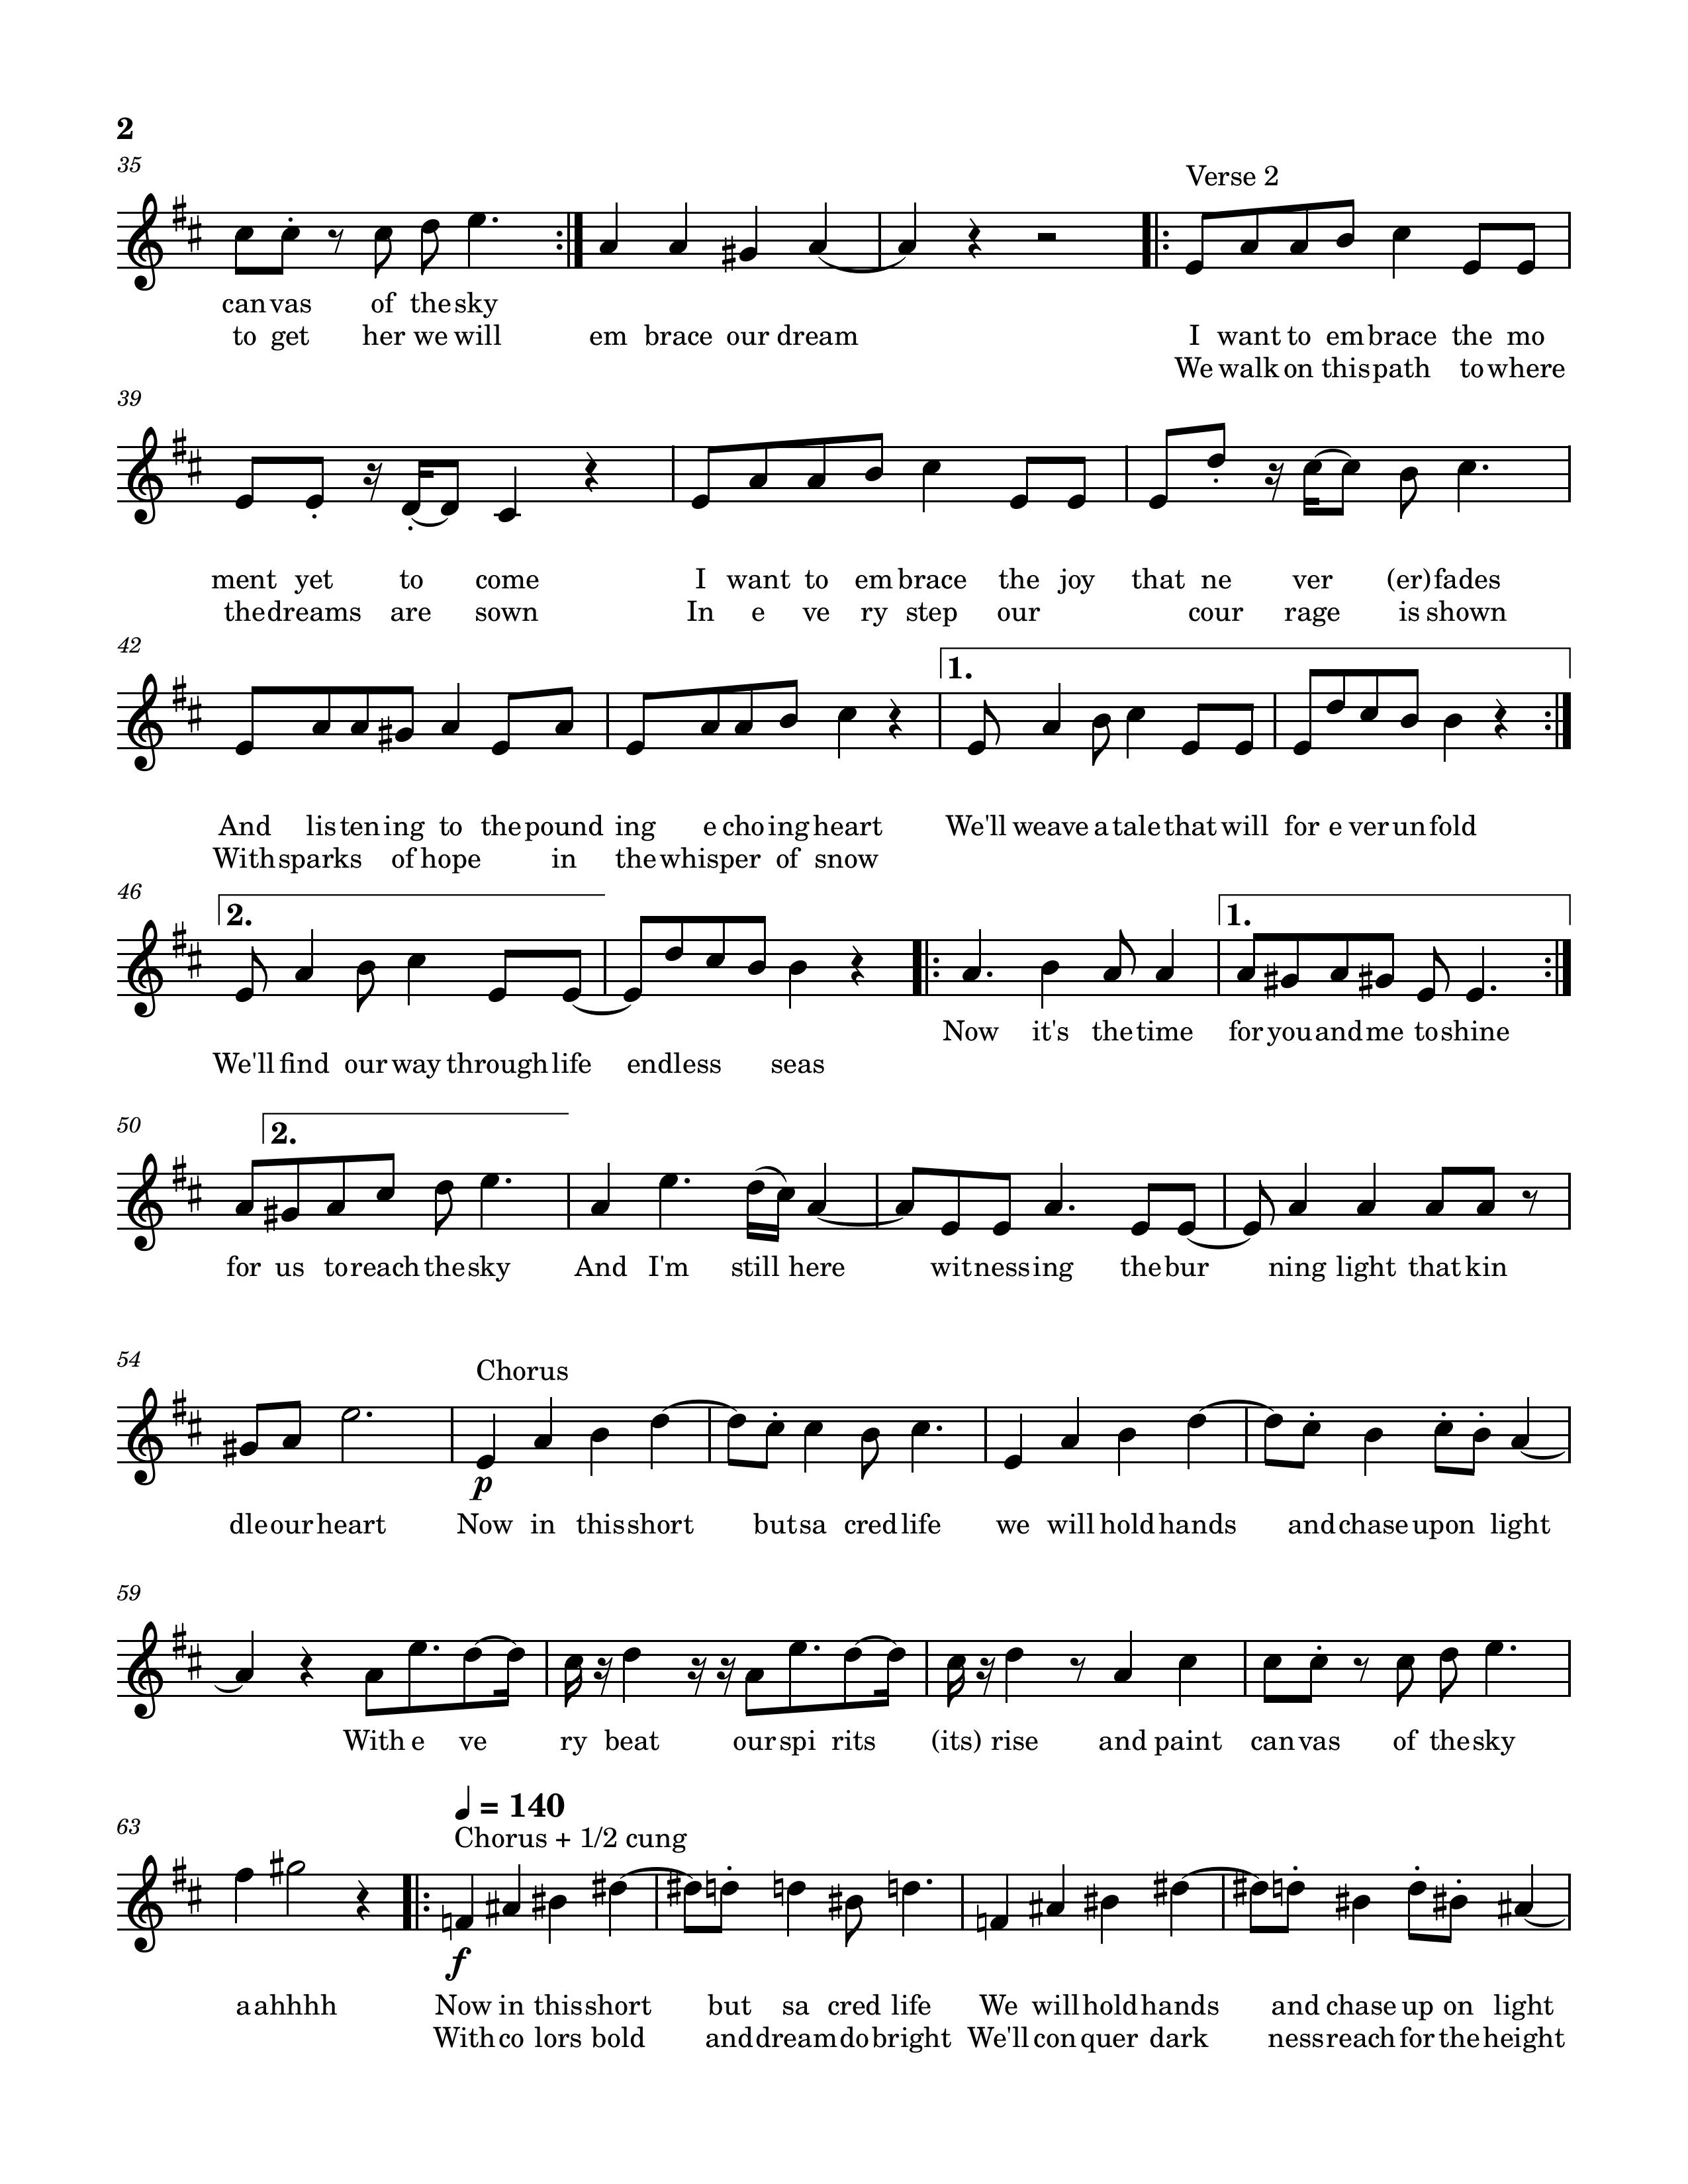 2
35
Verse 2
can vas of the sky
to get her we will em brace our dream I want to em brace the mo
We walk on this path to where
39
ment yet to come I want to em brace the joy that ne ver (er) fades
the dreams are sown In e ve ry step our cour rage is shown
42
1.
And listening to the pound ing e cho ing heart We'll weave a tale that will for e ver un fold
With sparks of hope in the whisper of snow
46
2. 1.
Now it's the time for you and me to shine
We'll find our way through life endless seas
50
2.
for us to reach the sky And I'm still here witnessing the bur ning light that kin
54
Chorus
p
dle our heart Now in this short but sa cred life we will hold hands and chase upon light
59
With e ve ry beat our spi rits (its) rise and paint can vas of the sky
63
= 140
Chorus + 1/2 cung
f
a ahhhh Now in this short but sa cred life We will hold hands and chase up on light
With co lors bold and dream do bright We'll con quer dark ness reach for the height